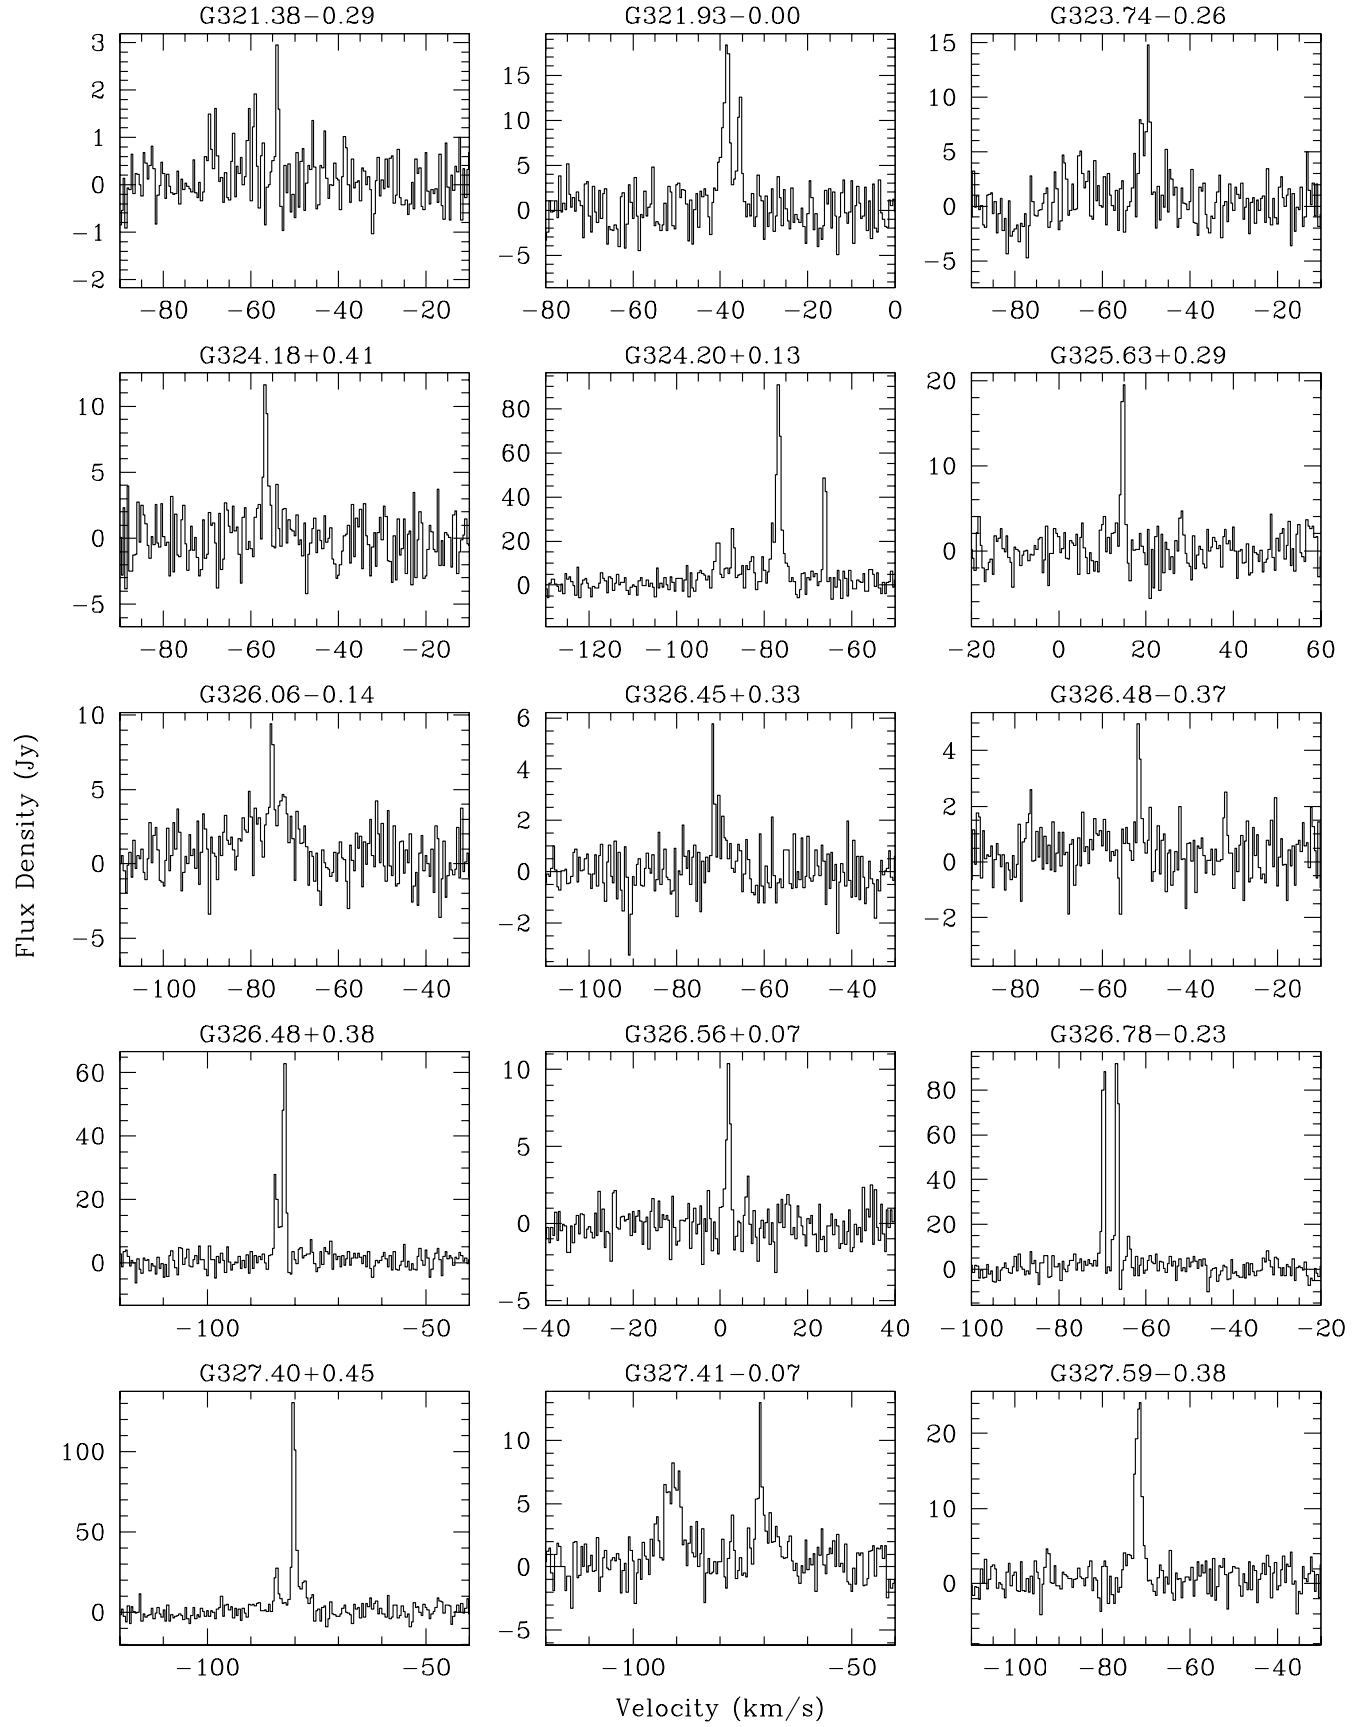 G321.38−0.29 G321.93−0.00 G323.74−0.26
3 2 1 0 −1 −2
15 10 5 0 −5
15 10 5 0 −5
−80 −60 −40 −20
−80 −60 −40 −20 0
−80 −60 −40 −20
G324.18+0.41 G324.20+0.13 G325.63+0.29
10 5 0 −5
80 60 40 20 0
20 10 0
−80 −60 −40 −20
−120 −100 −80 −60
−20 0 20 40 60
G326.06−0.14 G326.45+0.33 G326.48−0.37
Flux Density (Jy)
10 5 0 −5
6 4 2 0 −2
4 2 0 −2
−100 −80 −60 −40
−100 −80 −60 −40
−80 −60 −40 −20
G326.48+0.38 G326.56+0.07 G326.78−0.23
60 40 20 0
10 5 0 −5
80 60 40 20 0
−100 −50
−40 −20 0 20 40
−100 −80 −60 −40 −20
G327.40+0.45 G327.41−0.07 G327.59−0.38
100 50 0
10 5 0 −5
20 10 0
−100 −50
−100 −50
−100 −80 −60 −40
Velocity (km/s)